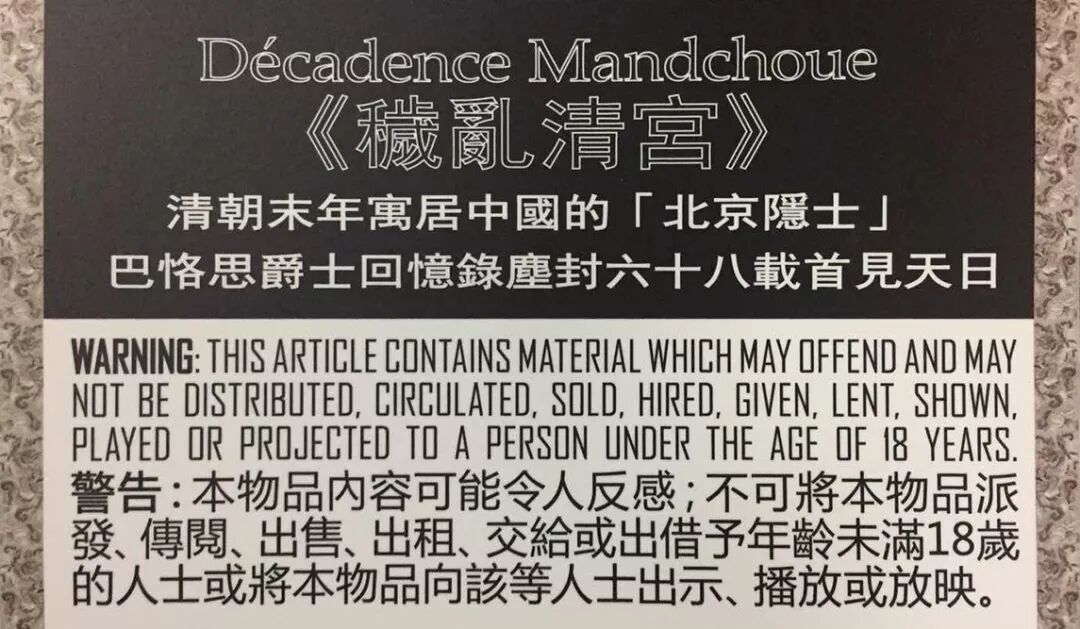 Décadence Mandchoue
《穢亂清宮》
清朝末年寓居中國的「北京隱士」
巴恪思爵士回憶錄塵封六十八載首見天日
WARNING: THIS ARTICLE CONTAINS MATERIAL WHICH MAY OFFEND AND MAY
NOT BE DISTRIBUTED, CIRCULATED, SOLD, HIRED, GIVEN, LENT, SHOWN,
PLAYED OR PROJECTED TO A PERSON UNDER THE AGE OF 18 YEARS.
警告：本物品內容可能令人反感；不可將本物品派
發、傳閱、出售、出租、交給或出借予年齡未滿18歲
的人士或將本物品向該等人士出示、播放或放映。